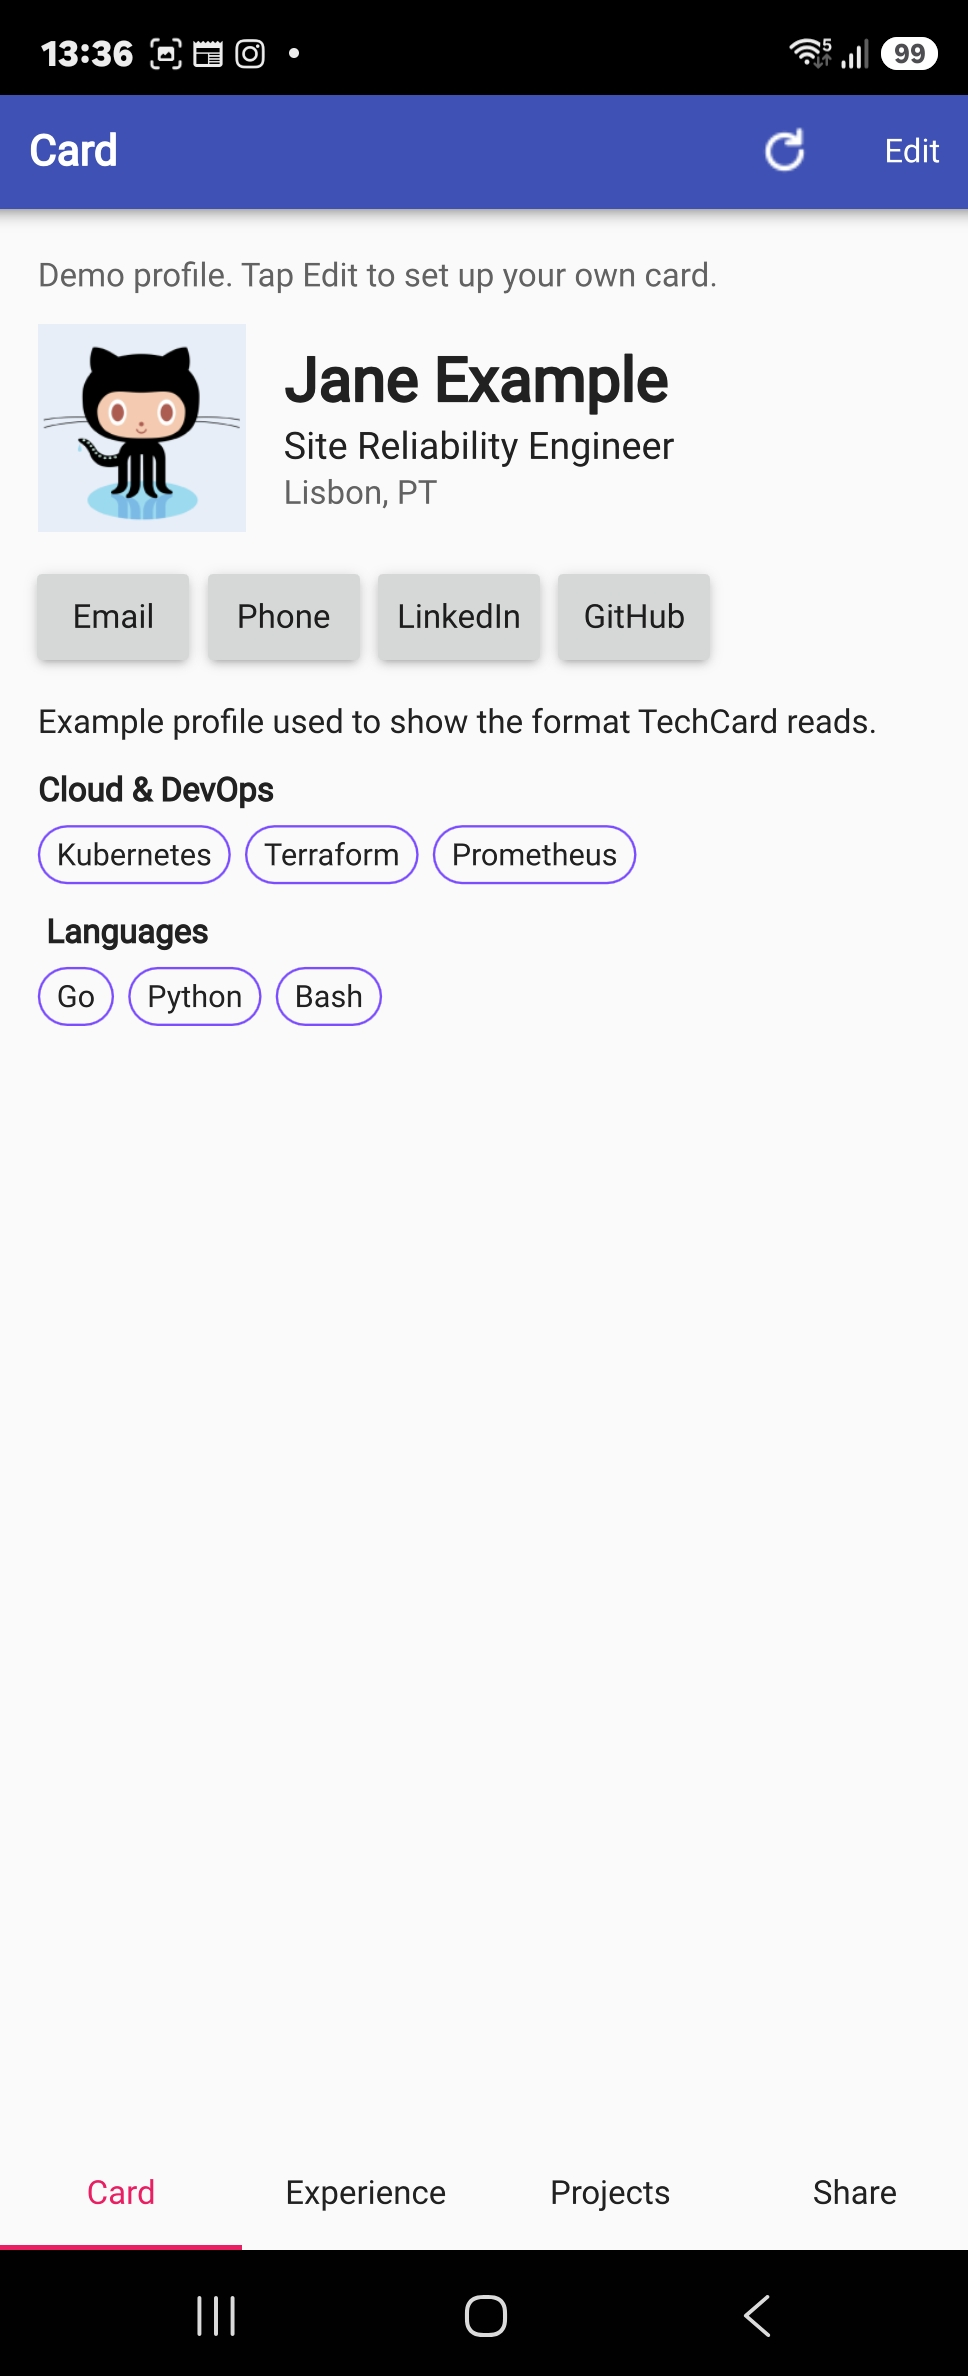 13:36
5
99
Card
Edit
Demo profile. Tap Edit to set up your own card.
Jane Example
Site Reliability Engineer
Lisbon, PT
Email Phone LinkedIn GitHub
Example profile used to show the format TechCard reads.
Cloud & DevOps
Kubernetes Terraform Prometheus
Languages
Go Python Bash
Card Experience Projects Share